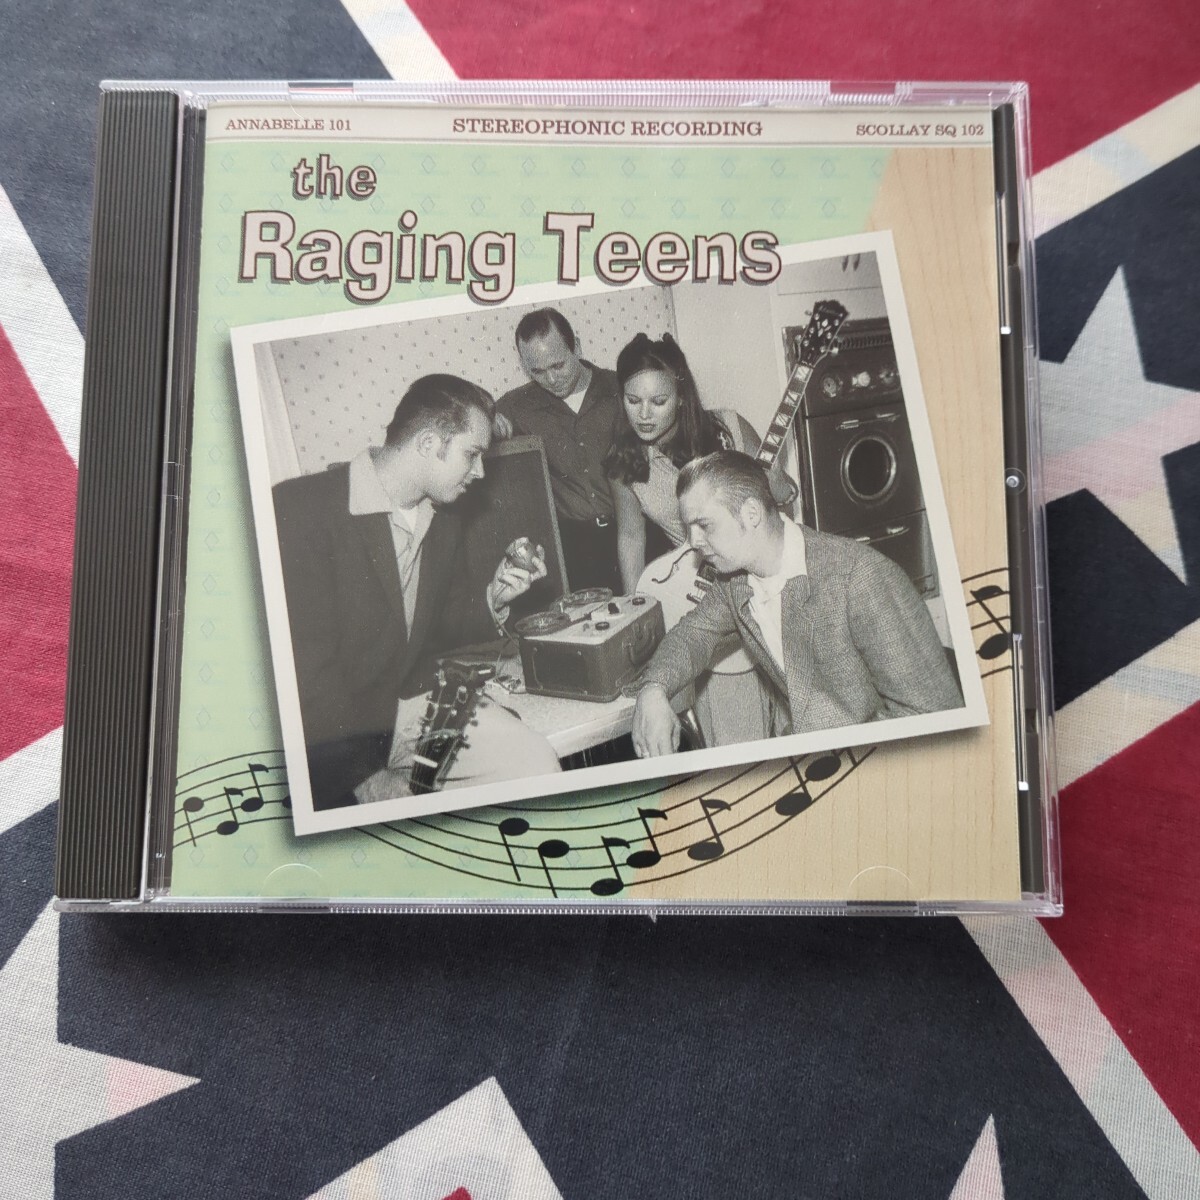 ANNABELLE 101 STEREOPHONIC RECORDING SCOLLAY SQ 102
the
Raging Teens